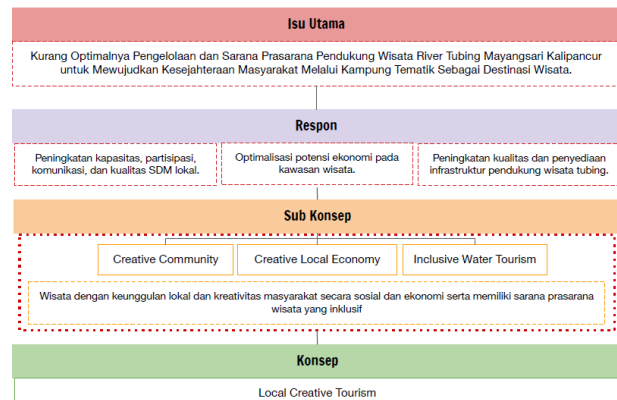 Isu Utama
Kurang Optimalnya Pengelolaan dan Sarana Prasarana Pendukung Wisata River Tubing Mayangsari Kalipancur
untuk Mewujudkan Kesejahteraan Masyarakat Melalui Kampung Tematik Sebagai Destinasi Wisata.
Respon
Peningkatan kapasitas, partisipasi,
komunikasi, dan kualitas SDM lokal.
Optimalisasi potensi ekonomi pada
kawasan wisata.
Peningkatan kualitas dan penyediaan
infrastruktur pendukung wisata tubing.
Sub Konsep
Creative Community
Creative Local Economy
Inclusive Water Tourism
Wisata dengan keunggulan lokal dan kreativitas masyarakat secara sosial dan ekonomi serta memiliki sarana prasarana
wisata yang inklusif
Konsep
Local Creative Tourism